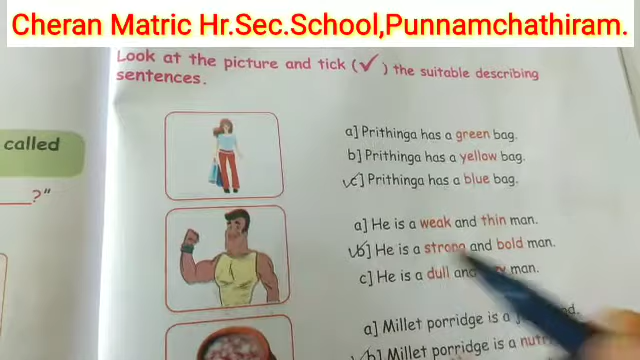 Cheran Matric Hr.Sec.School,Punnamchathiram.
Look at the picture and tick (✓) the suitable describing
sentences.
called
?"
a] Prithinga has a green bag.
b] Prithinga has a yellow bag.
c] Prithinga has a blue bag.
a] He is a weak and thin man.
b] He is a strong and bold man.
c] He is a dull and man.
a] Millet porridge is a
b] Millet porridge is a